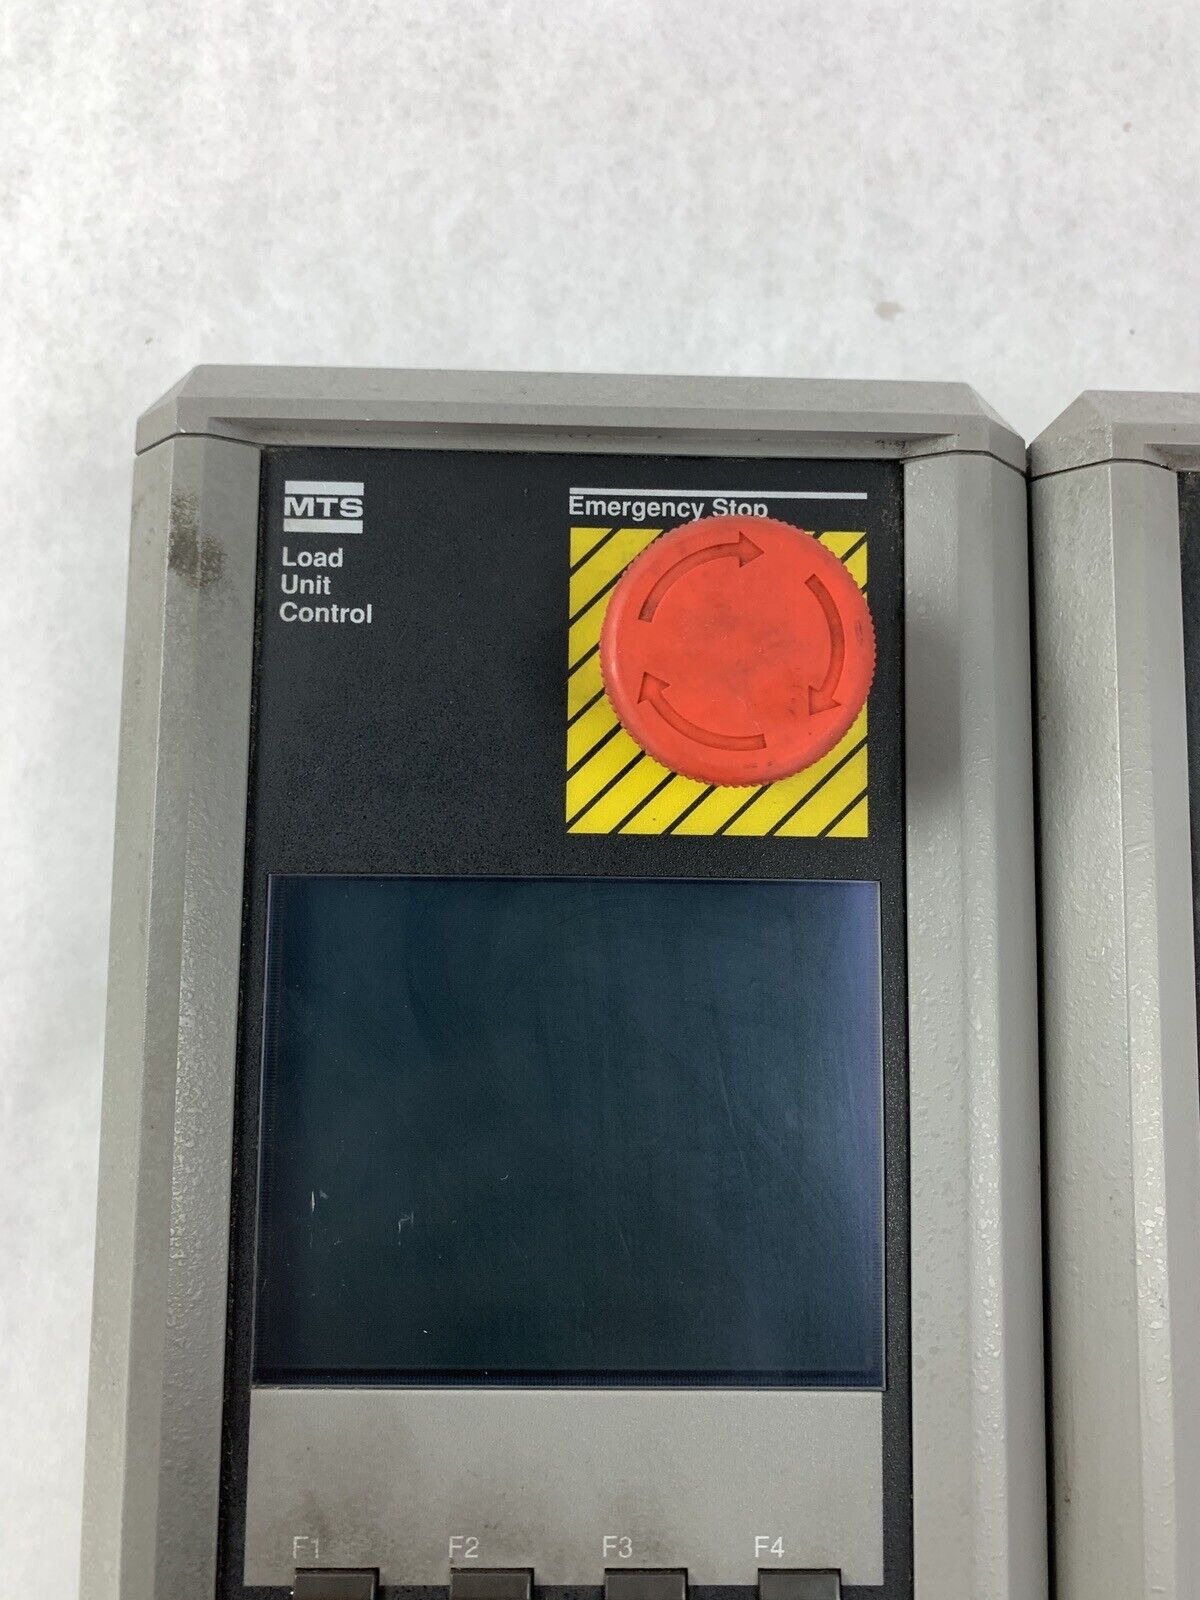 MTS
Load
Unit
Control
Emergency Stop
F1 F2 F3 F4